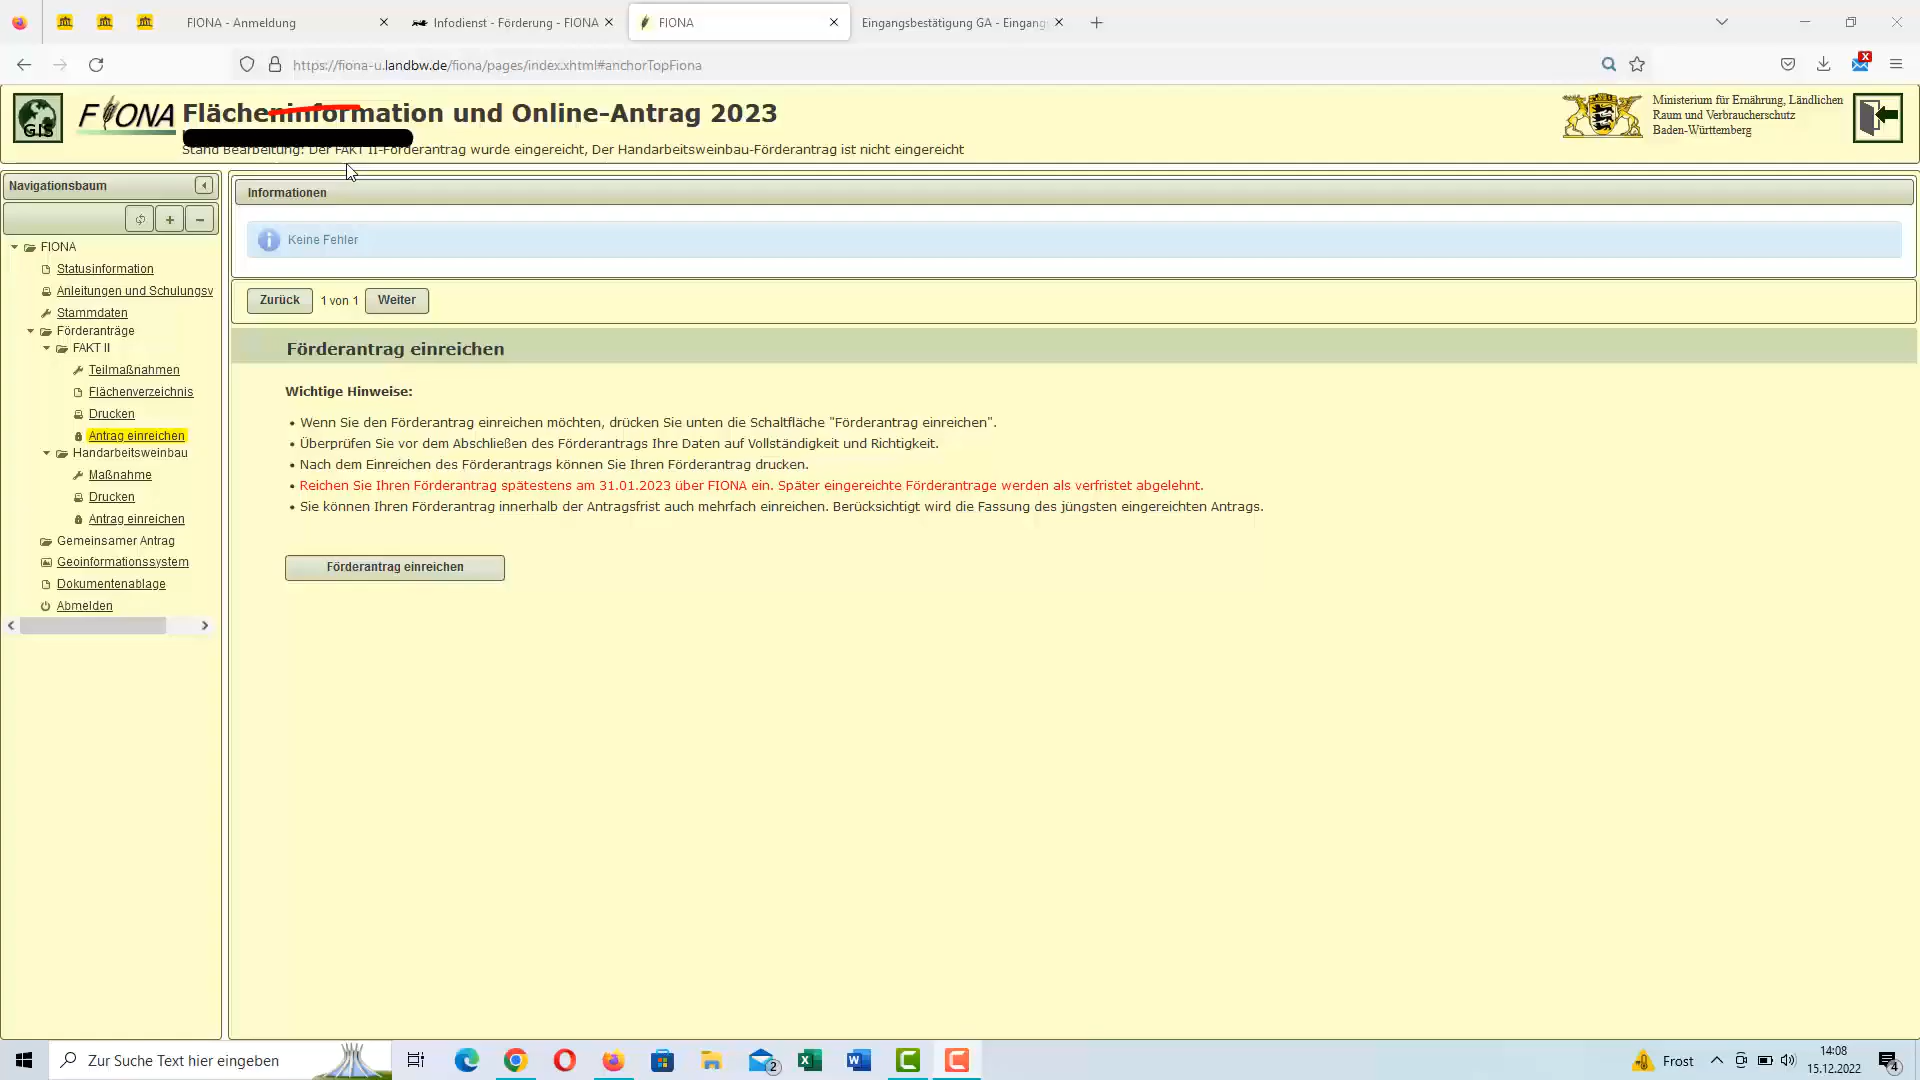 FIONA - Anmeldung
Infodienst - Förderung - FIONA
FIONA
Eingangsbestätigung GA - Eingang
https://fiona-u.landbw.de/fiona/pages/index.xhtml#anchorTopFiona
GIS
FIONA
Flächeninformation und Online-Antrag 2023
Stand Bearbeitung: Der FAKT II-Förderantrag wurde eingereicht, Der Handarbeitsweinbau-Förderantrag ist nicht eingereicht
Ministerium für Ernährung, Ländlichen
Raum und Verbraucherschutz
Baden-Württemberg
Navigationsbaum
FIONA
Statusinformation
Anleitungen und Schulungsv
Stammdaten
Förderanträge
FAKT II
Teilmaßnahmen
Flächenverzeichnis
Drucken
Antrag einreichen
Handarbeitsweinbau
Maßnahme
Drucken
Antrag einreichen
Gemeinsamer Antrag
Geoinformationssystem
Dokumentenablage
Abmelden
Informationen
Keine Fehler
Zurück 1 von 1 Weiter
Förderantrag einreichen
Wichtige Hinweise:
• Wenn Sie den Förderantrag einreichen möchten, drücken Sie unten die Schaltfläche "Förderantrag einreichen".
• Überprüfen Sie vor dem Abschließen des Förderantrags Ihre Daten auf Vollständigkeit und Richtigkeit.
• Nach dem Einreichen des Förderantrags können Sie Ihren Förderantrag drucken.
• Reichen Sie Ihren Förderantrag spätestens am 31.01.2023 über FIONA ein. Später eingereichte Förderantrage werden als verfristet abgelehnt.
• Sie können Ihren Förderantrag innerhalb der Antragsfrist auch mehrfach einreichen. Berücksichtigt wird die Fassung des jüngsten eingereichten Antrags.
Förderantrag einreichen
Zur Suche Text hier eingeben
2
Frost
14:08
15.12.2022
4